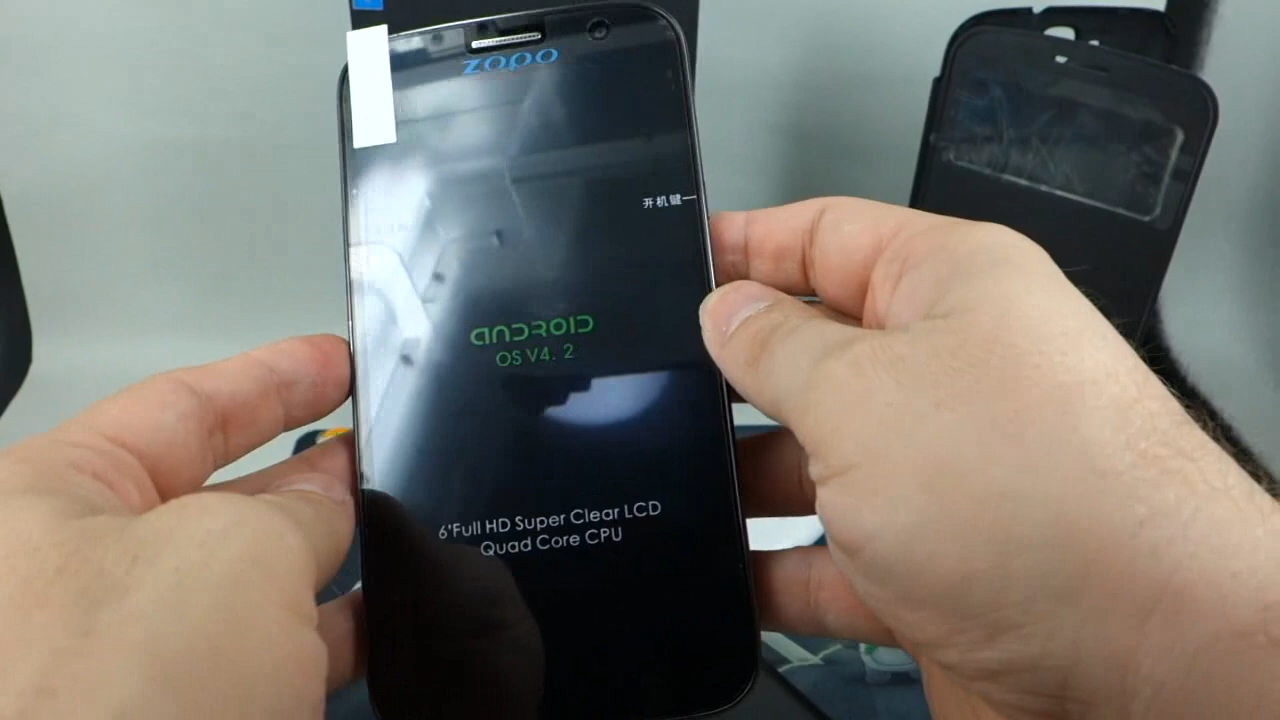 ZOPO
开机键
ANDROID
OS V4.2
6'Full HD Super Clear LCD
Quad Core CPU